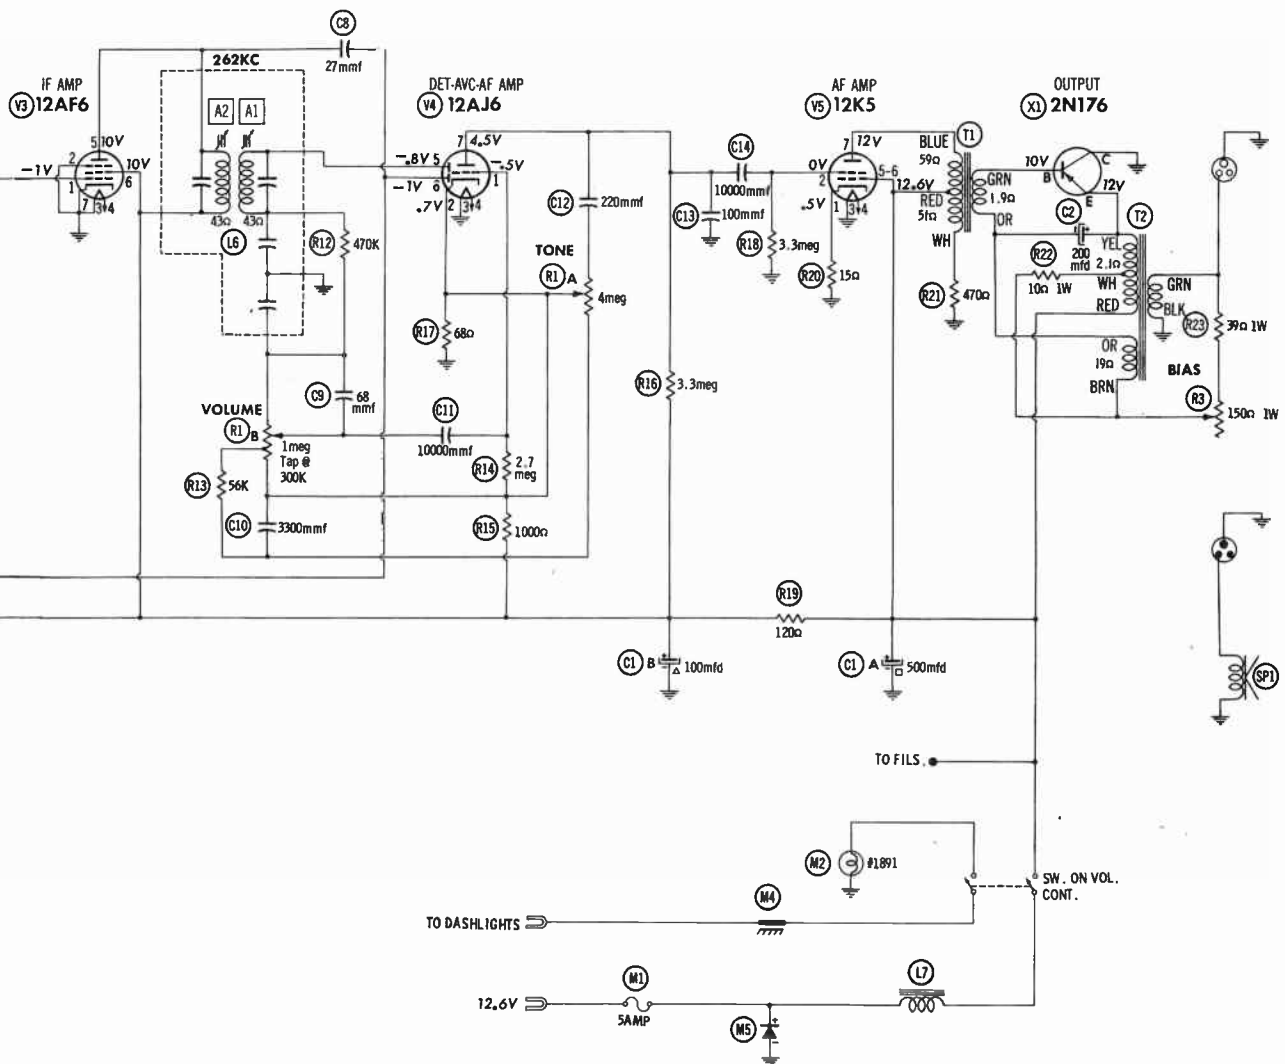 C8
27mmf
262KC
IF AMP
V3 12AF6
A2 A1
5 10V
10V
2
-1V
1
6
7
3 4
43Ω 43Ω
L6
R12 470K
DET-AVC-AF AMP
V4 12AJ6
7 4.5V
-.8V 5
-.5V
-1V 6
1
.7V 2
3 4
C12 220mmf
TONE
R1 A
4meg
R17 68Ω
C9 68 mmf
C11
10000mmf
VOLUME
R1 B
1meg
Tap @
300K
R13 56K
R14 2.7 meg
C10 3300mmf
R15 1000Ω
R16 3.3meg
C14
10000mmf
C13 100mmf
R18 3.3meg
AF AMP
V5 12K5
7 12V
0V
2
5-6
12.6V
.5V 1
3 4
R20 15Ω
BLUE
59Ω
T1
RED
51Ω
WH
GRN
1.9Ω
OR
R21 470Ω
OUTPUT
X1 2N176
10V
B
C
12V
E
C2
200
mfd
T2
YEL
2.1Ω
R22
10Ω 1W
WH
RED
GRN
BLK
R23 39Ω 1W
OR
19Ω
BRN
BIAS
R3
150Ω 1W
R19
120Ω
C1 B 100mfd
C1 A 500mfd
SP1
TO FILS.
M2 #1891
SW. ON VOL.
CONT.
M4
TO DASHLIGHTS
M1
L7
12.6V
5AMP
M5